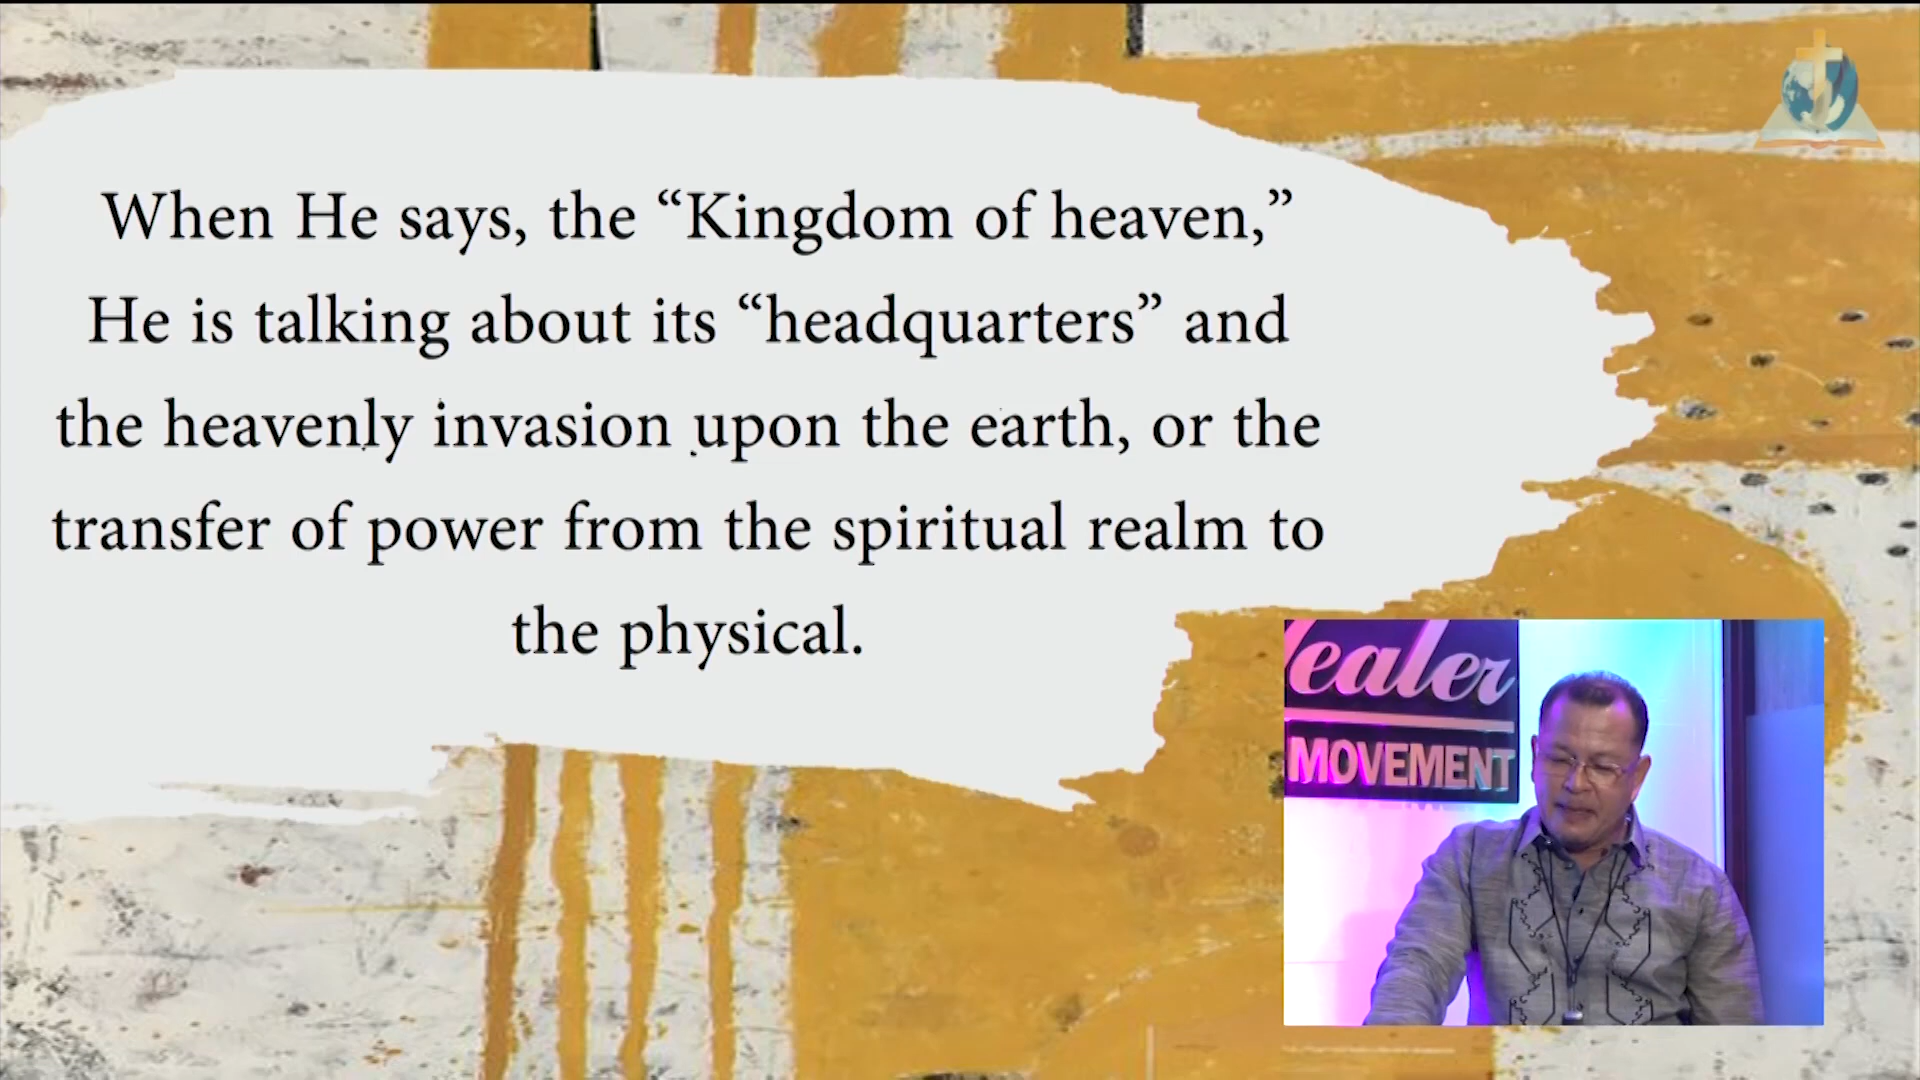 When He says, the “Kingdom of heaven,”
He is talking about its “headquarters” and
the heavenly invasion upon the earth, or the
transfer of power from the spiritual realm to
the physical.
ealer
MOVEMENT